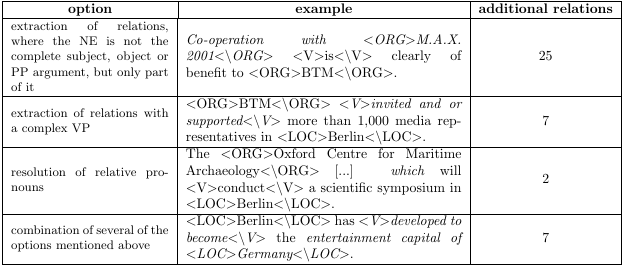 option example additional relations
extraction of relations,
where the NE is not the
complete subject, object or
PP argument, but only part
of it
Co-operation with <ORG>M.A.X.
2001<\ORG> <V>is<\V> clearly of
benefit to <ORG>BTM<\ORG>.
25
extraction of relations with
a complex VP
<ORG>BTM<\ORG> <V>invited and or
supported<\V> more than 1,000 media rep-
resentatives in <LOC>Berlin<\LOC>.
7
resolution of relative pro-
nouns
The <ORG>Oxford Centre for Maritime
Archaeology<\ORG> [...] which will
<V>conduct<\V> a scientific symposium in
<LOC>Berlin<\LOC>.
2
combination of several of the
options mentioned above
<LOC>Berlin<\LOC> has <V>developed to
become<\V> the entertainment capital of
<LOC>Germany<\LOC>.
7